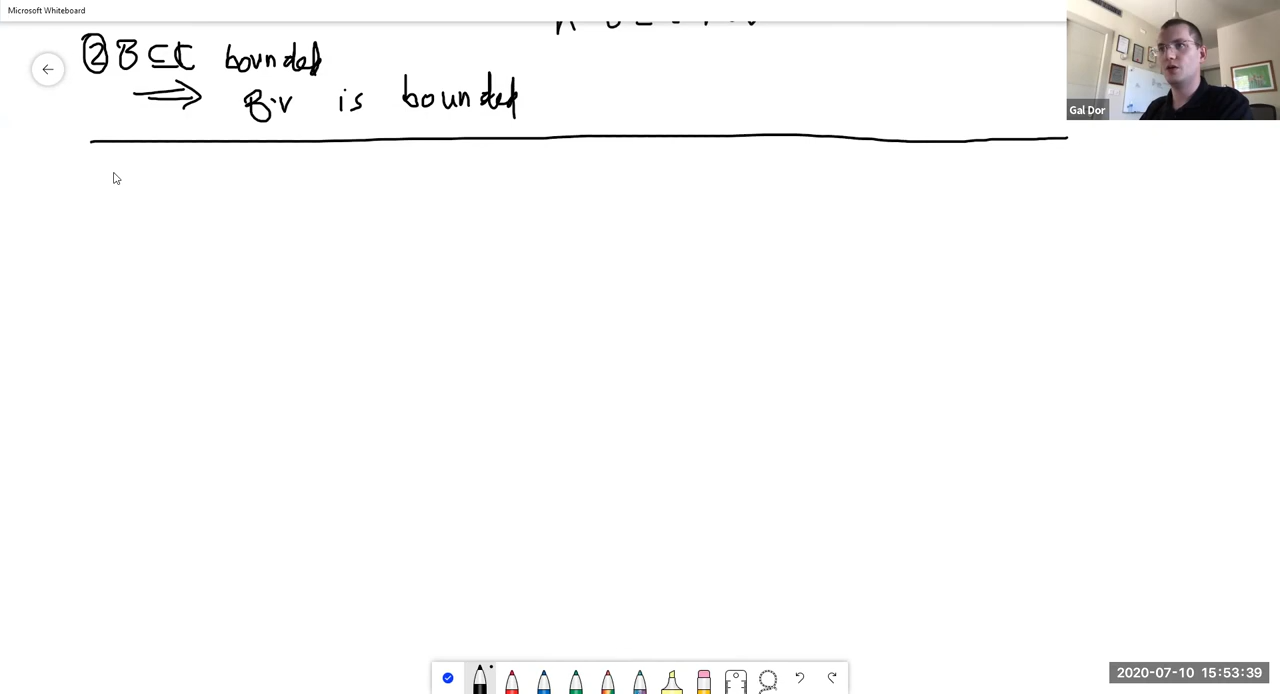 Microsoft Whiteboard
② B ⊆ ℂ bounded
⟹ B·v is bounded
Gal Dor
2020-07-10 15:53:39